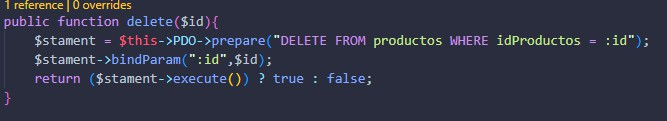 1 reference | 0 overrides
public function delete($id){
$stament = $this->PDO->prepare("DELETE FROM productos WHERE idProductos = :id");
$stament->bindParam(":id",$id);
return ($stament->execute()) ? true : false;
}